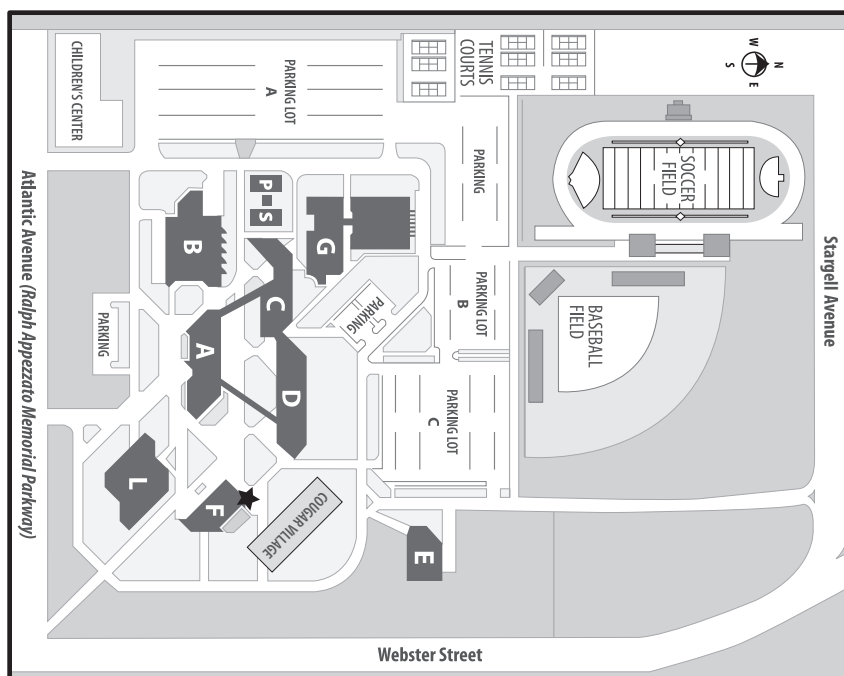 CHILDREN'S CENTER
PARKING LOT
A
TENNIS
COURTS
N
W
E
S
PARKING
SOCCER
FIELD
P
S
G
B
C
PARKING
PARKING LOT
B
BASEBALL
FIELD
Stargell Avenue
Atlantic Avenue (Ralph Appezzato Memorial Parkway)
PARKING
A
D
PARKING LOT
C
L
F
COUGAR VILLAGE
E
Webster Street